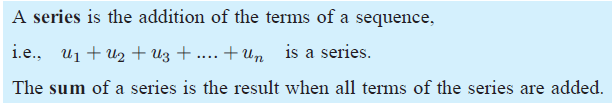 A series is the addition of the terms of a sequence,
i.e., u₁ + u₂ + u₃ + .... + uₙ is a series.
The sum of a series is the result when all terms of the series are added.